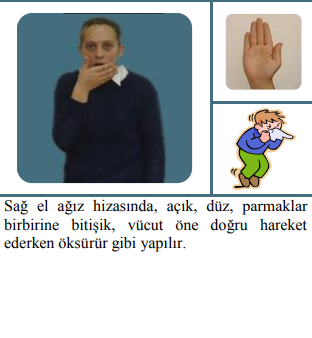 Sağ el ağız hizasında, açık, düz, parmaklar
birbirine bitişik, vücut öne doğru hareket
ederken öksürür gibi yapılır.